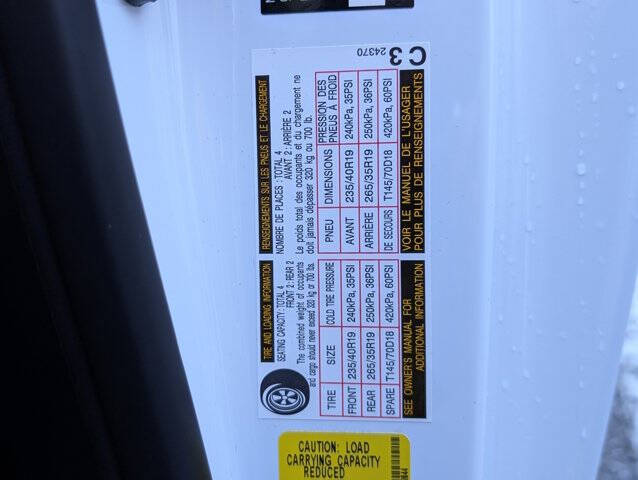 TIRE AND LOADING INFORMATION
SEATING CAPACITY: TOTAL 4
FRONT 2: REAR 2
The combined weight of occupants
and cargo should never exceed 320 kg or 700 lbs.
TIRE SIZE COLD TIRE PRESSURE
FRONT 235/40R19 240kPa, 35PSI
REAR 265/35R19 250kPa, 36PSI
SPARE T145/70D18 420kPa, 60PSI
SEE OWNER'S MANUAL FOR
ADDITIONAL INFORMATION
RENSEIGNEMENTS SUR LES PNEUS ET LE CHARGEMENT
NOMBRE DE PLACES : TOTAL 4
AVANT 2 : ARRIÈRE 2
Le poids total des occupants et du chargement ne
doit jamais dépasser 320 kg ou 700 lb.
PNEU DIMENSIONS PRESSION DES
PNEUS À FROID
AVANT 235/40R19 240kPa, 35PSI
ARRIÈRE 265/35R19 250kPa, 36PSI
DE SECOURS T145/70D18 420kPa, 60PSI
VOIR LE MANUEL DE L'USAGER
POUR PLUS DE RENSEIGNEMENTS
24370
C3
CAUTION: LOAD
CARRYING CAPACITY
REDUCED